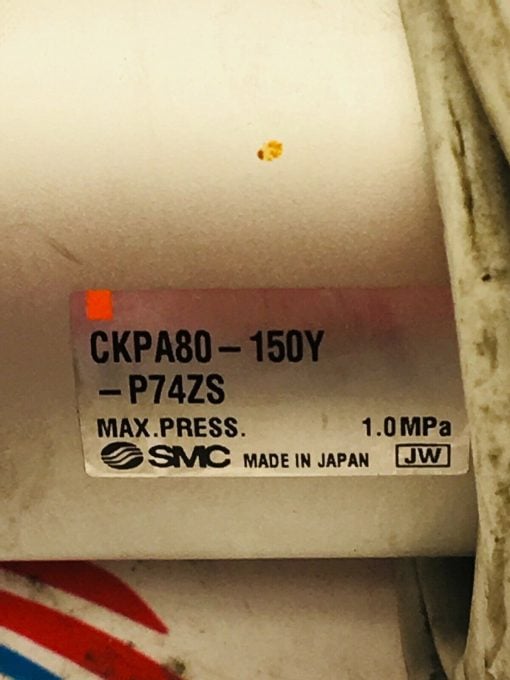 CKPA80-150Y
-P74ZS
MAX.PRESS. 1.0MPa
SMC MADE IN JAPAN JW